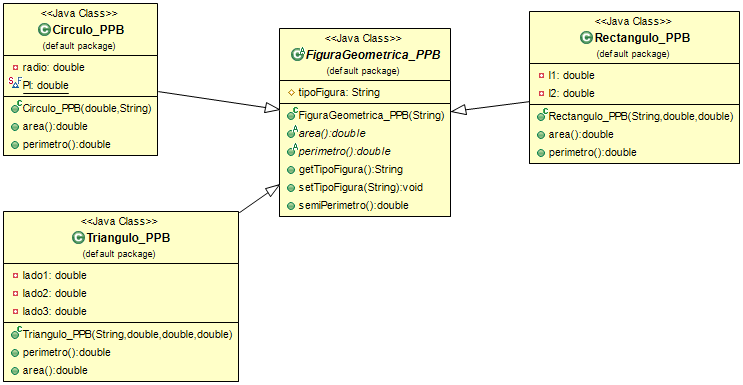 <<Java Class>>
Circulo_PPB
(default package)
radio: double
PI: double
Circulo_PPB(double,String)
area():double
perimetro():double
<<Java Class>>
FiguraGeometrica_PPB
(default package)
tipoFigura: String
FiguraGeometrica_PPB(String)
area():double
perimetro():double
getTipoFigura():String
setTipoFigura(String):void
semiPerimetro():double
<<Java Class>>
Rectangulo_PPB
(default package)
l1: double
l2: double
Rectangulo_PPB(String,double,double)
area():double
perimetro():double
<<Java Class>>
Triangulo_PPB
(default package)
lado1: double
lado2: double
lado3: double
Triangulo_PPB(String,double,double,double)
perimetro():double
area():double